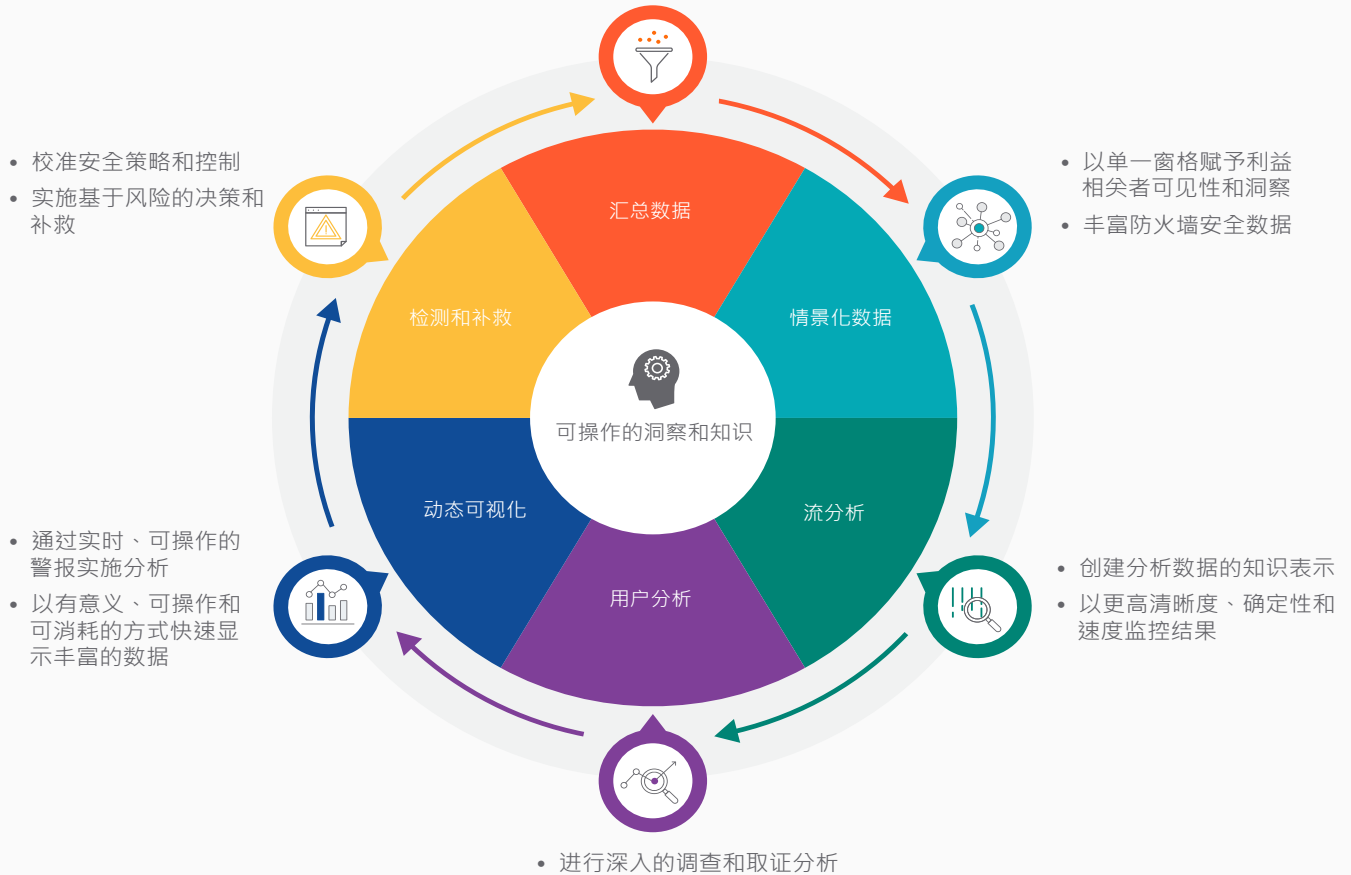 汇总数据
• 校准安全策略和控制
• 实施基于风险的决策和
补救
• 以单一窗格赋予利益
相关者可见性和洞察
• 丰富防火墙安全数据
检测和补救
情景化数据
可操作的洞察和知识
动态可视化
流分析
用户分析
• 通过实时、可操作的
警报实施分析
• 以有意义、可操作和
可消耗的方式快速显
示丰富的数据
• 创建分析数据的知识表示
• 以更高清晰度、确定性和
速度监控结果
• 进行深入的调查和取证分析